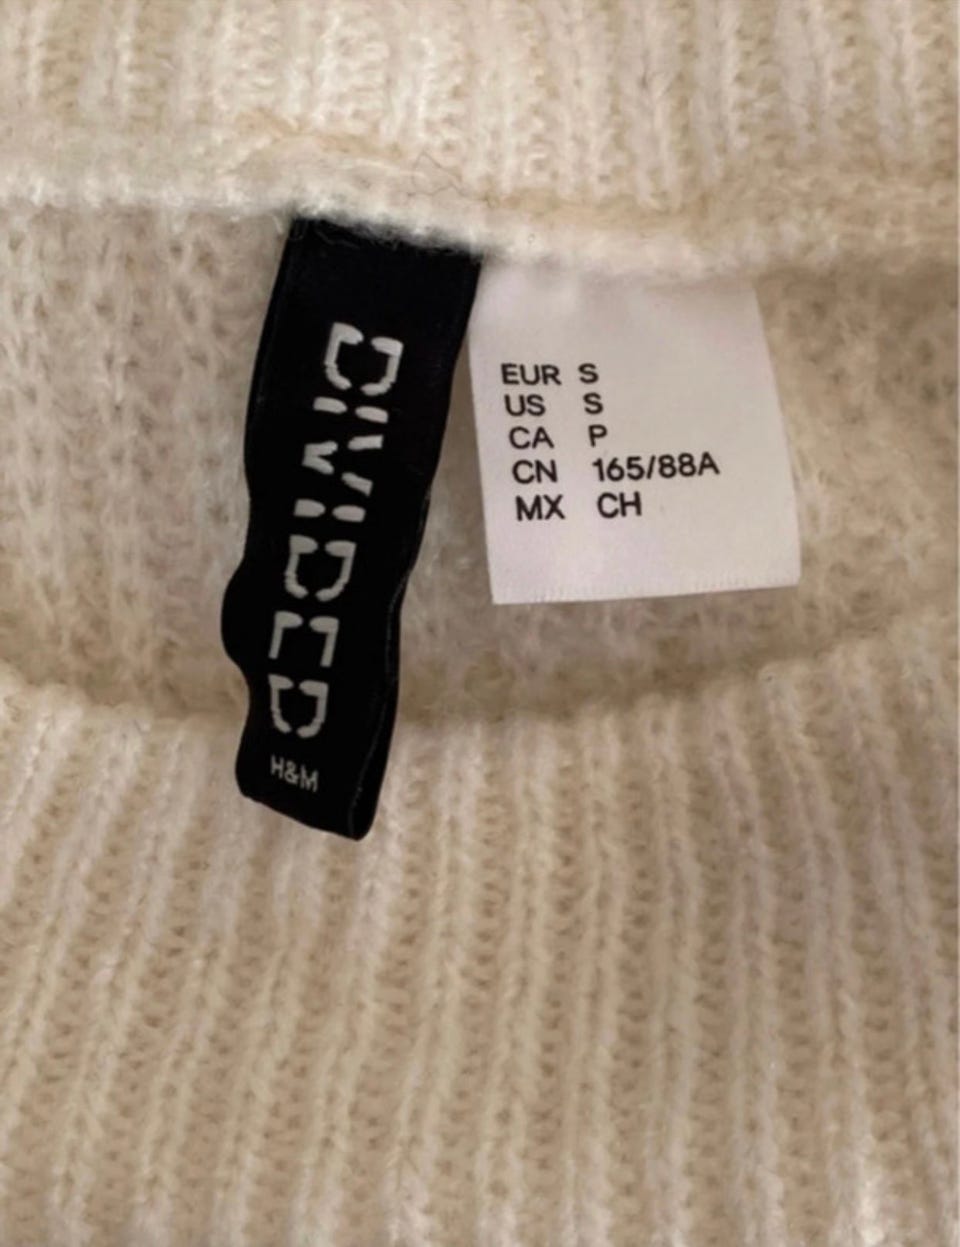 DIVIDED
H&M
EUR S
US S
CA P
CN 165/88A
MX CH